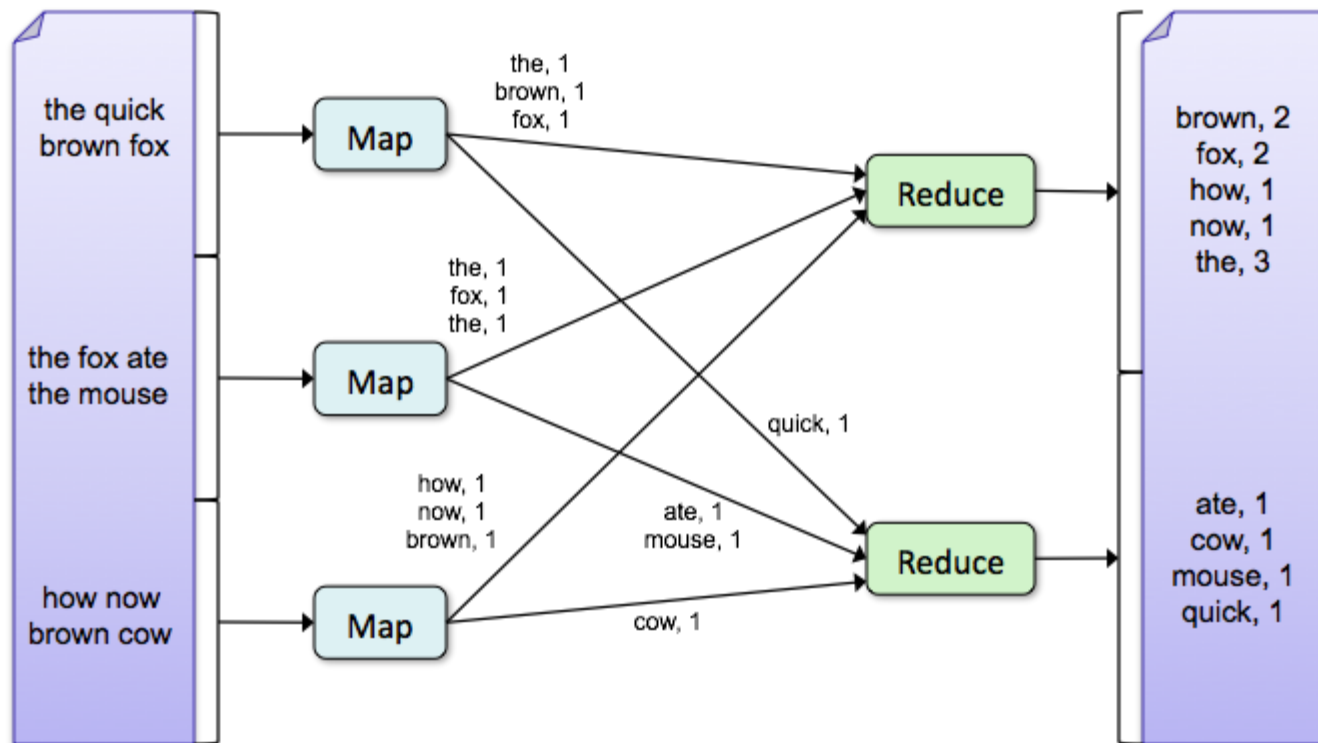 the quick
brown fox
the fox ate
the mouse
how now
brown cow
Map
Map
Map
the, 1
brown, 1
fox, 1
the, 1
fox, 1
the, 1
how, 1
now, 1
brown, 1
quick, 1
ate, 1
mouse, 1
cow, 1
Reduce
Reduce
brown, 2
fox, 2
how, 1
now, 1
the, 3
ate, 1
cow, 1
mouse, 1
quick, 1